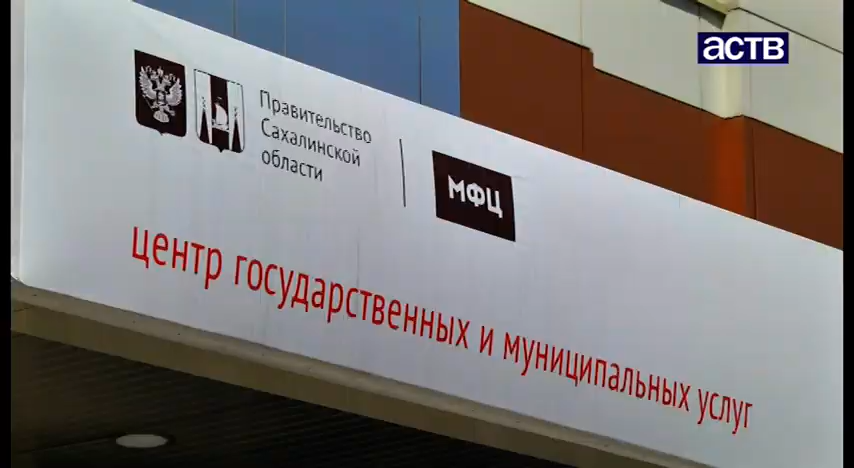 аств
Правительство
Сахалинской
области
МФЦ
центр государственных и муниципальных услуг